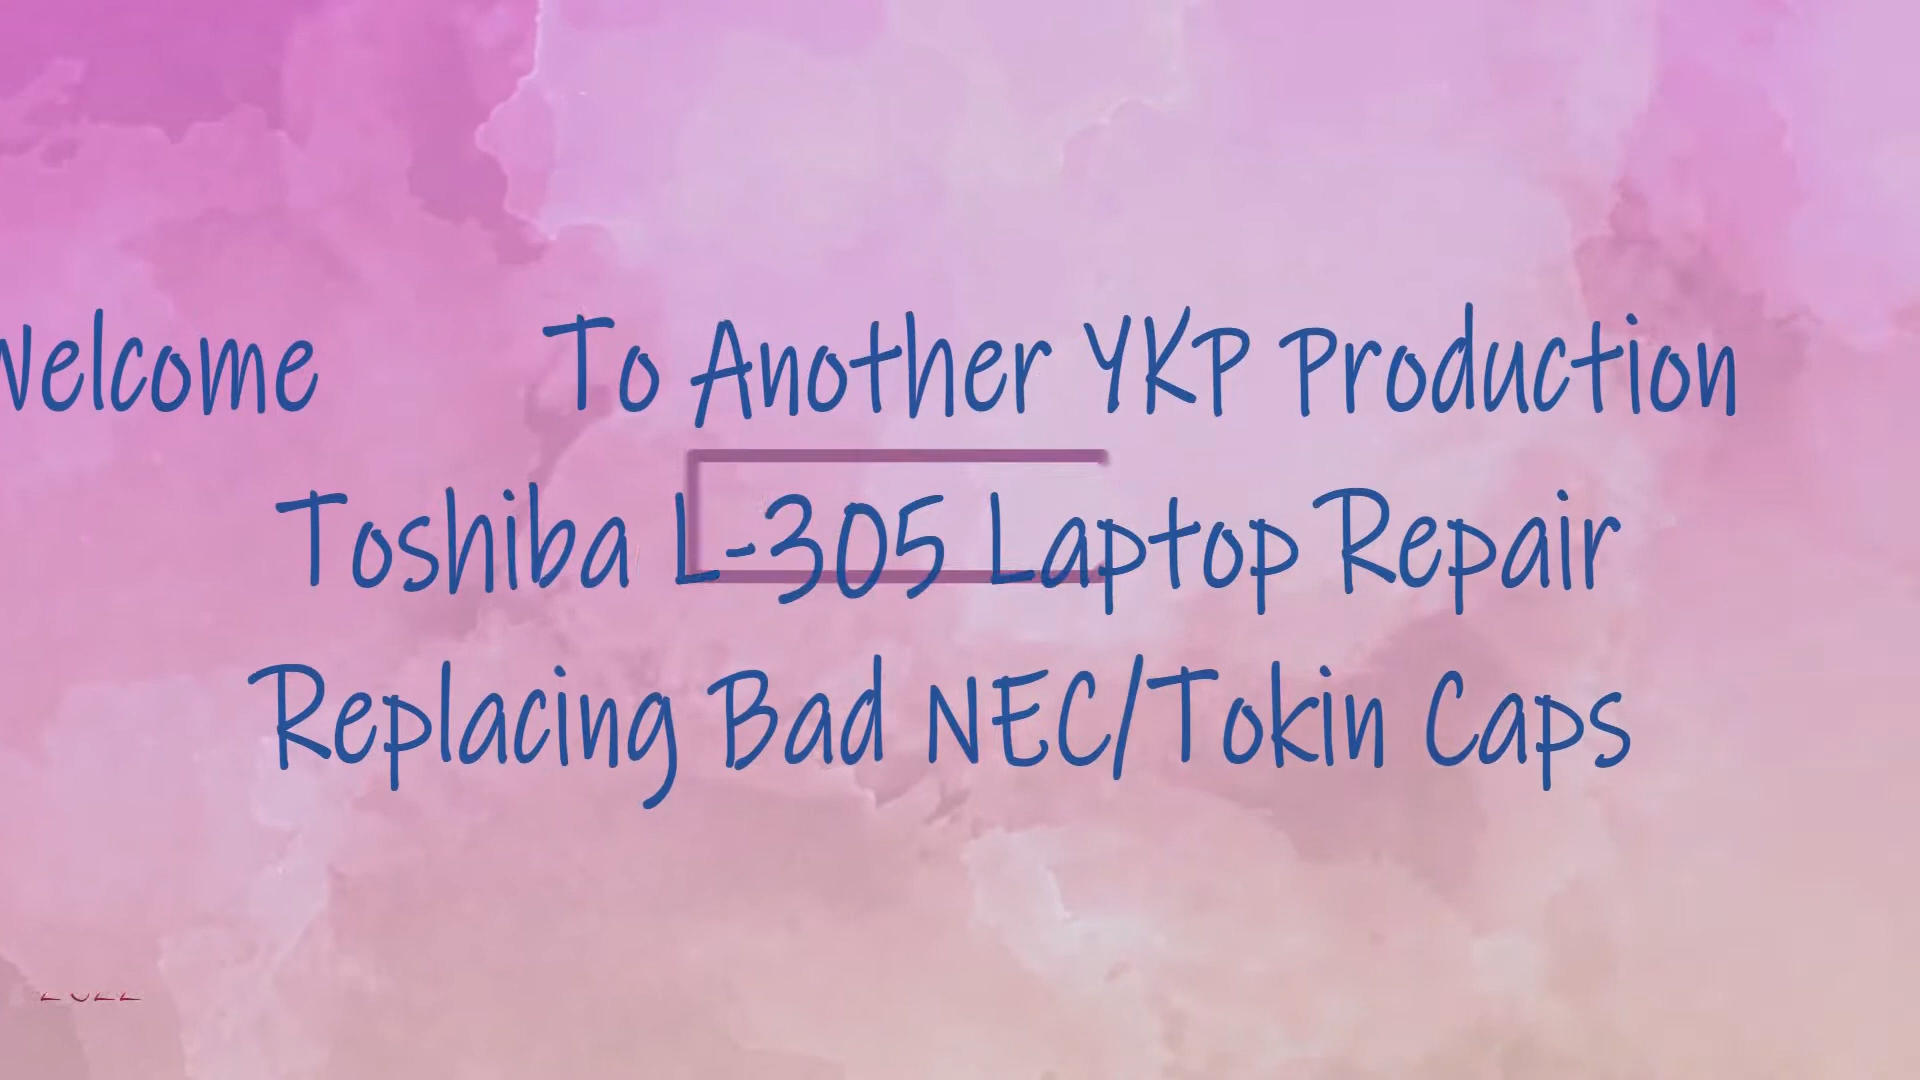 Welcome To Another YKP Production
Toshiba L-305 Laptop Repair
Replacing Bad NEC/Tokin Caps